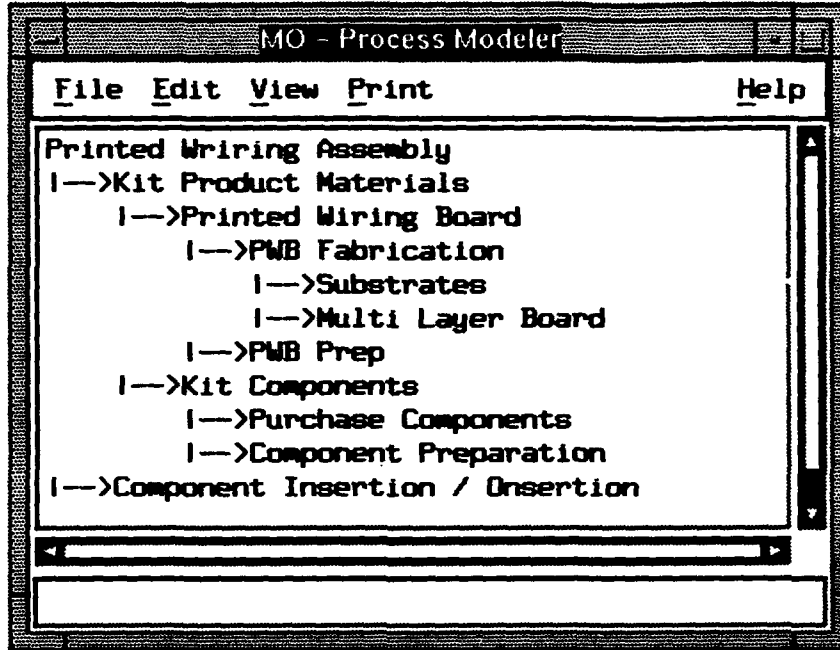 MO - Process Modeler
File Edit View Print Help
Printed Wriring Assembly
|-->Kit Product Materials
|-->Printed Wiring Board
|-->PWB Fabrication
|-->Substrates
|-->Multi Layer Board
|-->PWB Prep
|-->Kit Components
|-->Purchase Components
|-->Component Preparation
|-->Component Insertion / Onsertion